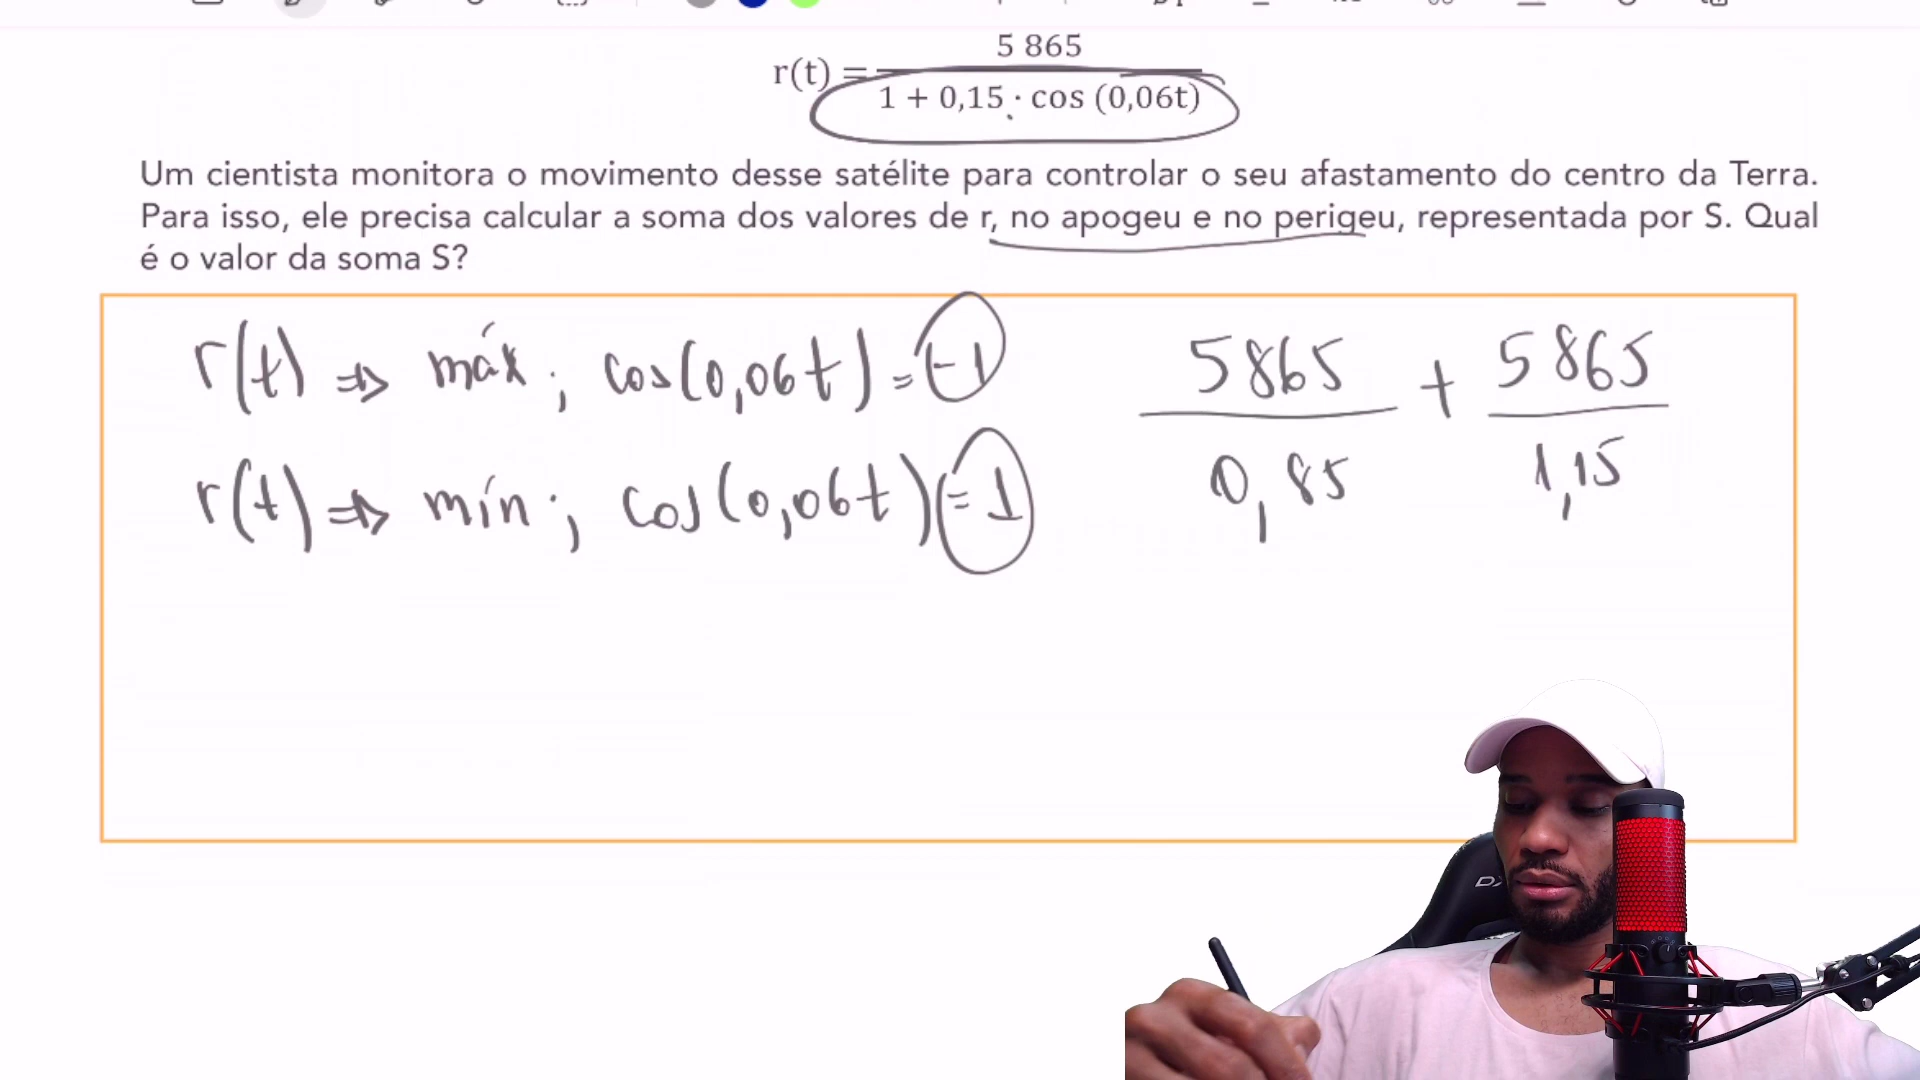 r(t) = 5 865 / 1 + 0,15 · cos (0,06t)
Um cientista monitora o movimento desse satélite para controlar o seu afastamento do centro da Terra.
Para isso, ele precisa calcular a soma dos valores de r, no apogeu e no perigeu, representada por S. Qual
é o valor da soma S?
r(t) ⇒ máx; cos(0,06t) = -1
r(t) ⇒ mín; cos(0,06t) = 1
5865 / 0,85 + 5865 / 1,15